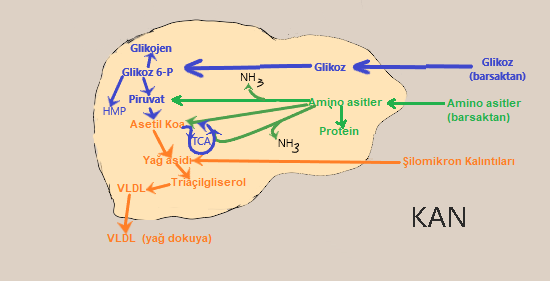 Glikojen
Glikoz 6-P
Glikoz
Glikoz
(barsaktan)
NH3
HMP
Piruvat
Amino asitler
Amino asitler
(barsaktan)
Asetil Koa
Protein
TCA
NH3
Yağ asidi
Şilomikron Kalıntıları
Triaçilgliserol
VLDL
KAN
VLDL (yağ dokuya)